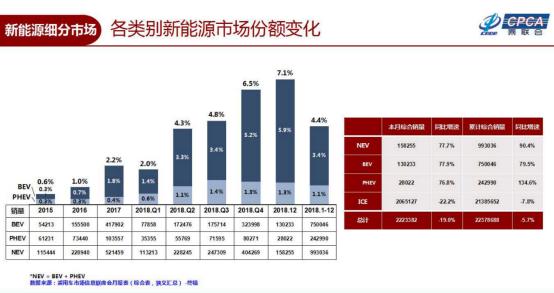 新能源细分市场 各类别新能源市场份额变化
CPCA
乘联会
0.6% 1.0% 2.2% 2.0% 4.3% 4.8% 6.5% 7.1% 4.4%
BEV 0.3% 0.7% 1.8% 1.4% 3.3% 3.4% 5.2% 5.9% 3.4%
PHEV 0.3% 0.3% 0.4% 0.6% 1.1% 1.4% 1.3% 1.3% 1.1%
销量 2015 2016 2017 2018.Q1 2018.Q2 2018.Q3 2018.Q4 2018.12 2018.1-12
BEV 54213 155500 417902 77858 172476 175714 323998 130233 750046
PHEV 61231 73440 103557 35355 55769 71595 80271 28022 242990
NEV 115444 228940 521459 113213 228245 247309 404269 158255 993036
本月综合销量 同比增速 累计综合销量 同比增速
NEV 158255 77.7% 993036 90.4%
BEV 130233 77.9% 750046 79.5%
PHEV 28022 76.8% 242990 134.6%
ICE 2065127 -22.2% 21385652 -7.8%
总计 2223382 -19.0% 22378688 -5.7%
*NEV = BEV + PHEV
数据来源：乘用车市场信息联席会月报表（综合表，狭义汇总）-终端